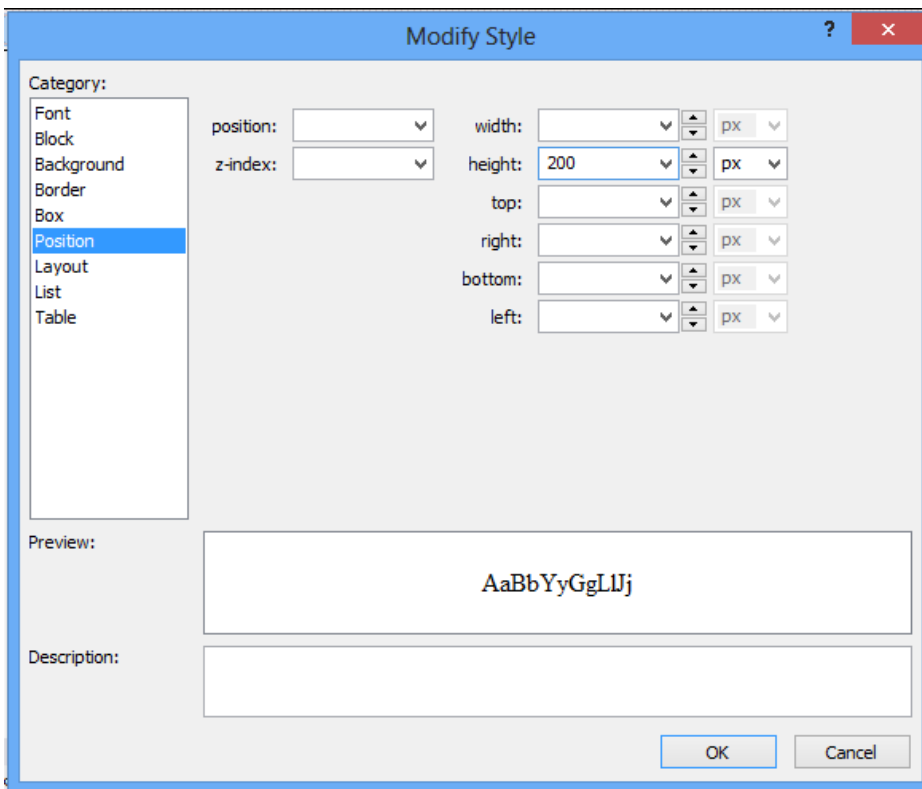 Modify Style
?
Category:
Font
Block
Background
Border
Box
Position
Layout
List
Table
position:
z-index:
width:
px
height:
200
px
top:
px
right:
px
bottom:
px
left:
px
Preview:
AaBbYyGgLlJj
Description:
OK
Cancel